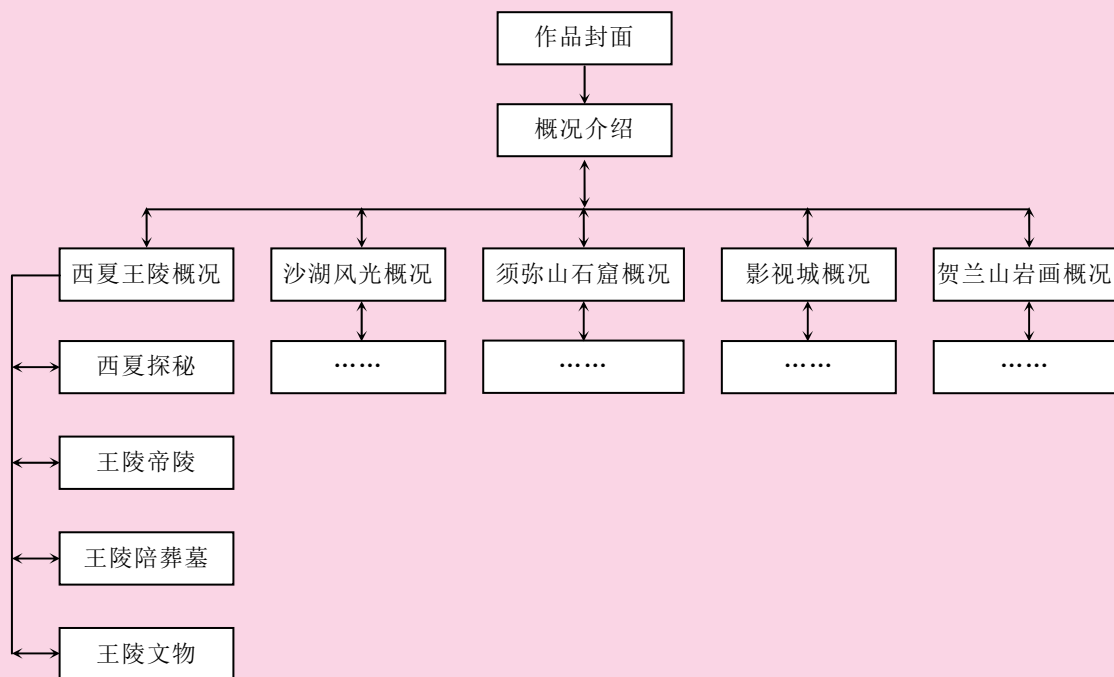 作品封面
概况介绍
西夏王陵概况
沙湖风光概况
须弥山石窟概况
影视城概况
贺兰山岩画概况
西夏探秘
……
……
……
……
王陵帝陵
王陵陪葬墓
王陵文物